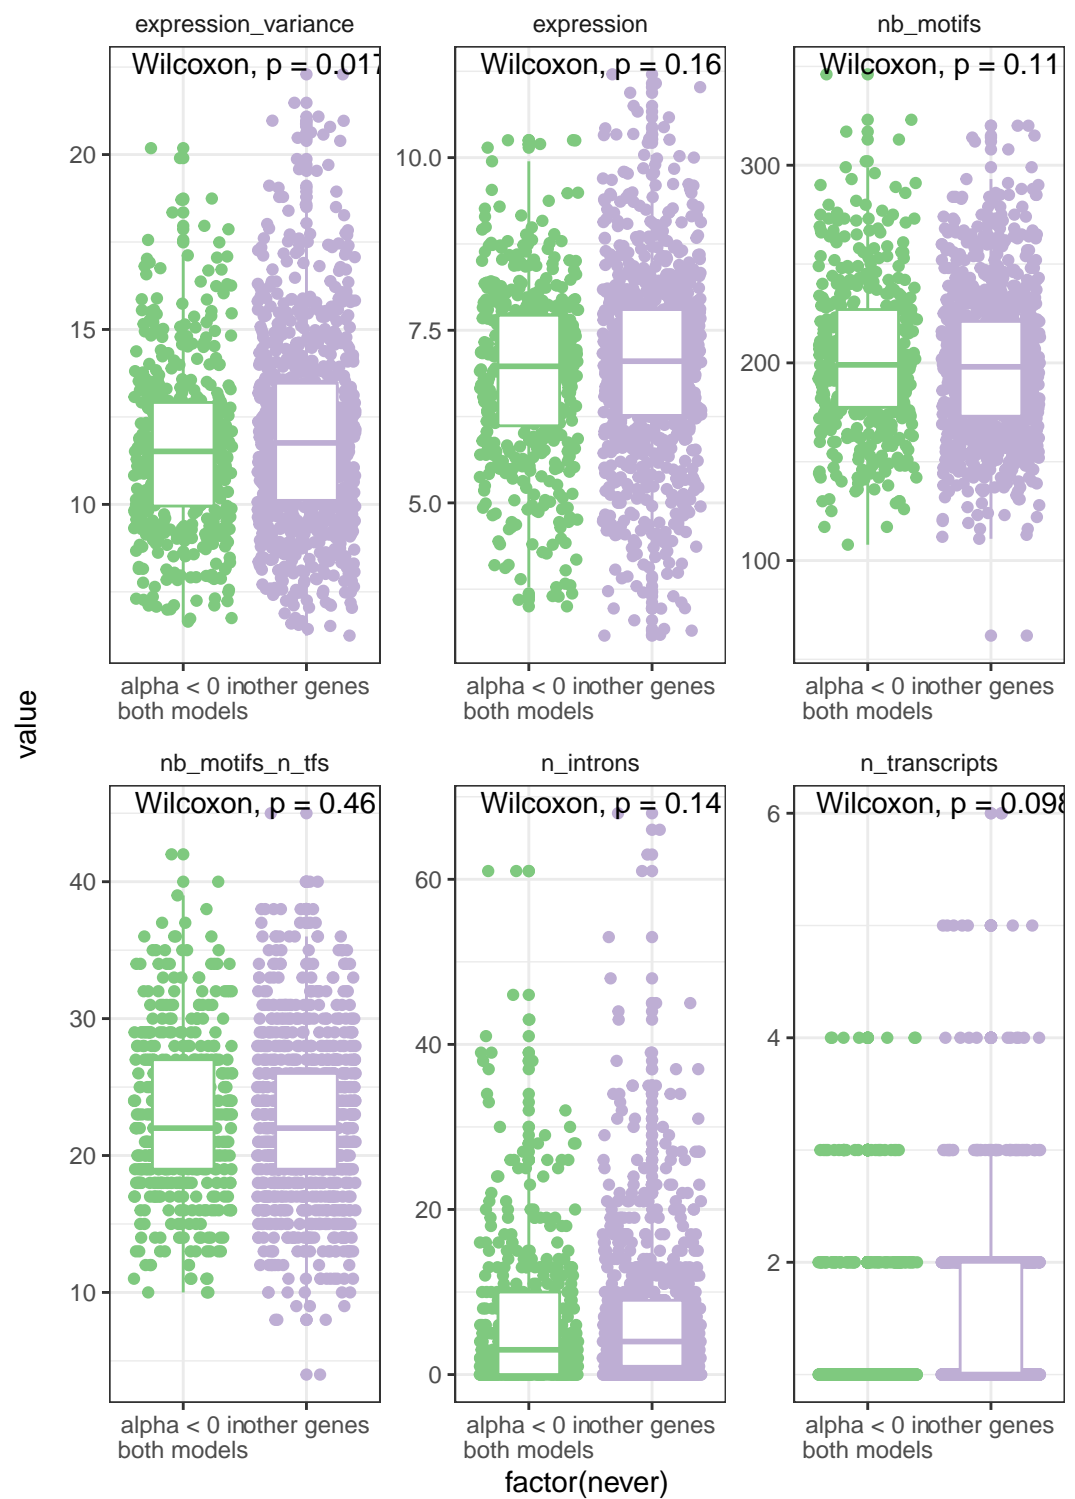 expression_variance
expression
nb_motifs
Wilcoxon, p = 0.017
Wilcoxon, p = 0.16
Wilcoxon, p = 0.11
20
15
10
10.0
7.5
5.0
300
200
100
alpha < 0 in
both models
other genes
alpha < 0 in
both models
other genes
alpha < 0 in
both models
other genes
value
nb_motifs_n_tfs
n_introns
n_transcripts
Wilcoxon, p = 0.46
Wilcoxon, p = 0.14
Wilcoxon, p = 0.098
40
30
20
10
60
40
20
0
6
4
2
alpha < 0 in
both models
other genes
alpha < 0 in
both models
other genes
alpha < 0 in
both models
other genes
factor(never)